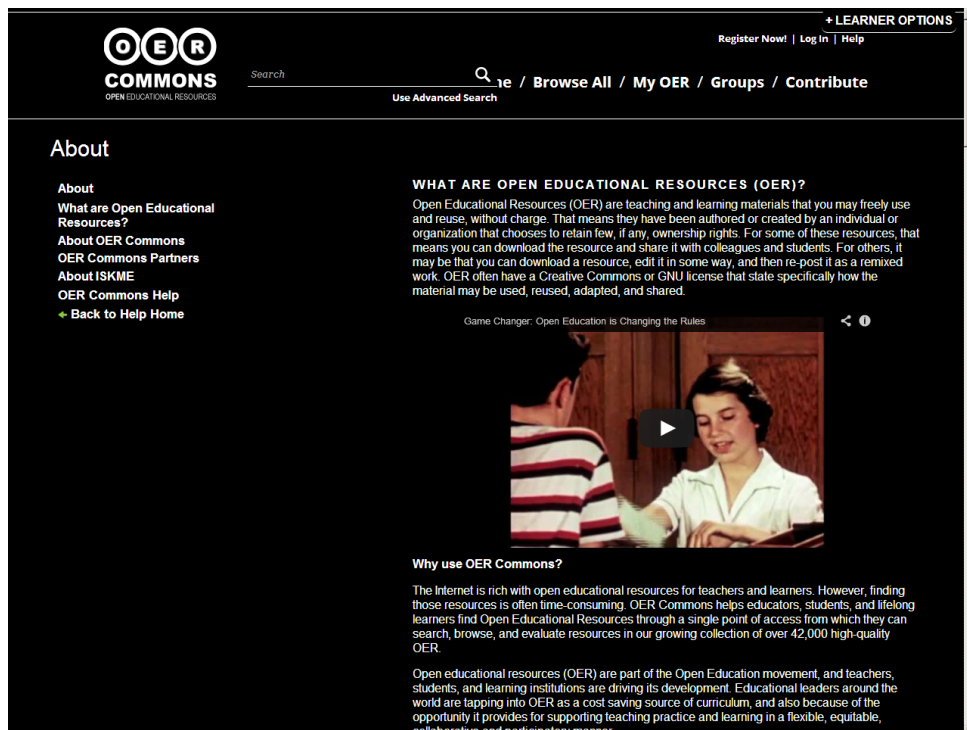 + LEARNER OPTIONS
Register Now! | Log In | Help
OER
COMMONS
OPEN EDUCATIONAL RESOURCES
Search
/ Browse All / My OER / Groups / Contribute
Use Advanced Search
About
About
What are Open Educational
Resources?
About OER Commons
OER Commons Partners
About ISKME
OER Commons Help
Back to Help Home
WHAT ARE OPEN EDUCATIONAL RESOURCES (OER)?
Open Educational Resources (OER) are teaching and learning materials that you may freely use
and reuse, without charge. That means they have been authored or created by an individual or
organization that chooses to retain few, if any, ownership rights. For some of these resources, that
means you can download the resource and share it with colleagues and students. For others, it
may be that you can download a resource, edit it in some way, and then re-post it as a remixed
work. OER often have a Creative Commons or GNU license that state specifically how the
material may be used, reused, adapted, and shared.
Game Changer: Open Education is Changing the Rules
Why use OER Commons?
The Internet is rich with open educational resources for teachers and learners. However, finding
those resources is often time-consuming. OER Commons helps educators, students, and lifelong
learners find Open Educational Resources through a single point of access from which they can
search, browse, and evaluate resources in our growing collection of over 42,000 high-quality
OER.
Open educational resources (OER) are part of the Open Education movement, and teachers,
students, and learning institutions are driving its development. Educational leaders around the
world are tapping into OER as a cost saving source of curriculum, and also because of the
opportunity it provides for supporting teaching practice and learning in a flexible, equitable,